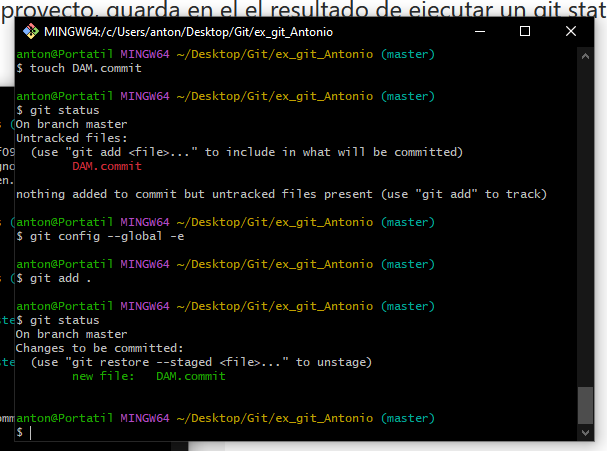 proyecto, guarda en el el resultado de ejecutar un git stat
MINGW64:/c/Users/anton/Desktop/Git/ex_git_Antonio
anton@Portatil MINGW64 ~/Desktop/Git/ex_git_Antonio (master)
$ touch DAM.commit
anton@Portatil MINGW64 ~/Desktop/Git/ex_git_Antonio (master)
$ git status
On branch master
Untracked files:
(use "git add <file>..." to include in what will be committed)
DAM.commit
nothing added to commit but untracked files present (use "git add" to track)
anton@Portatil MINGW64 ~/Desktop/Git/ex_git_Antonio (master)
$ git config --global -e
anton@Portatil MINGW64 ~/Desktop/Git/ex_git_Antonio (master)
$ git add .
anton@Portatil MINGW64 ~/Desktop/Git/ex_git_Antonio (master)
$ git status
On branch master
Changes to be committed:
(use "git restore --staged <file>..." to unstage)
new file:   DAM.commit
anton@Portatil MINGW64 ~/Desktop/Git/ex_git_Antonio (master)
$